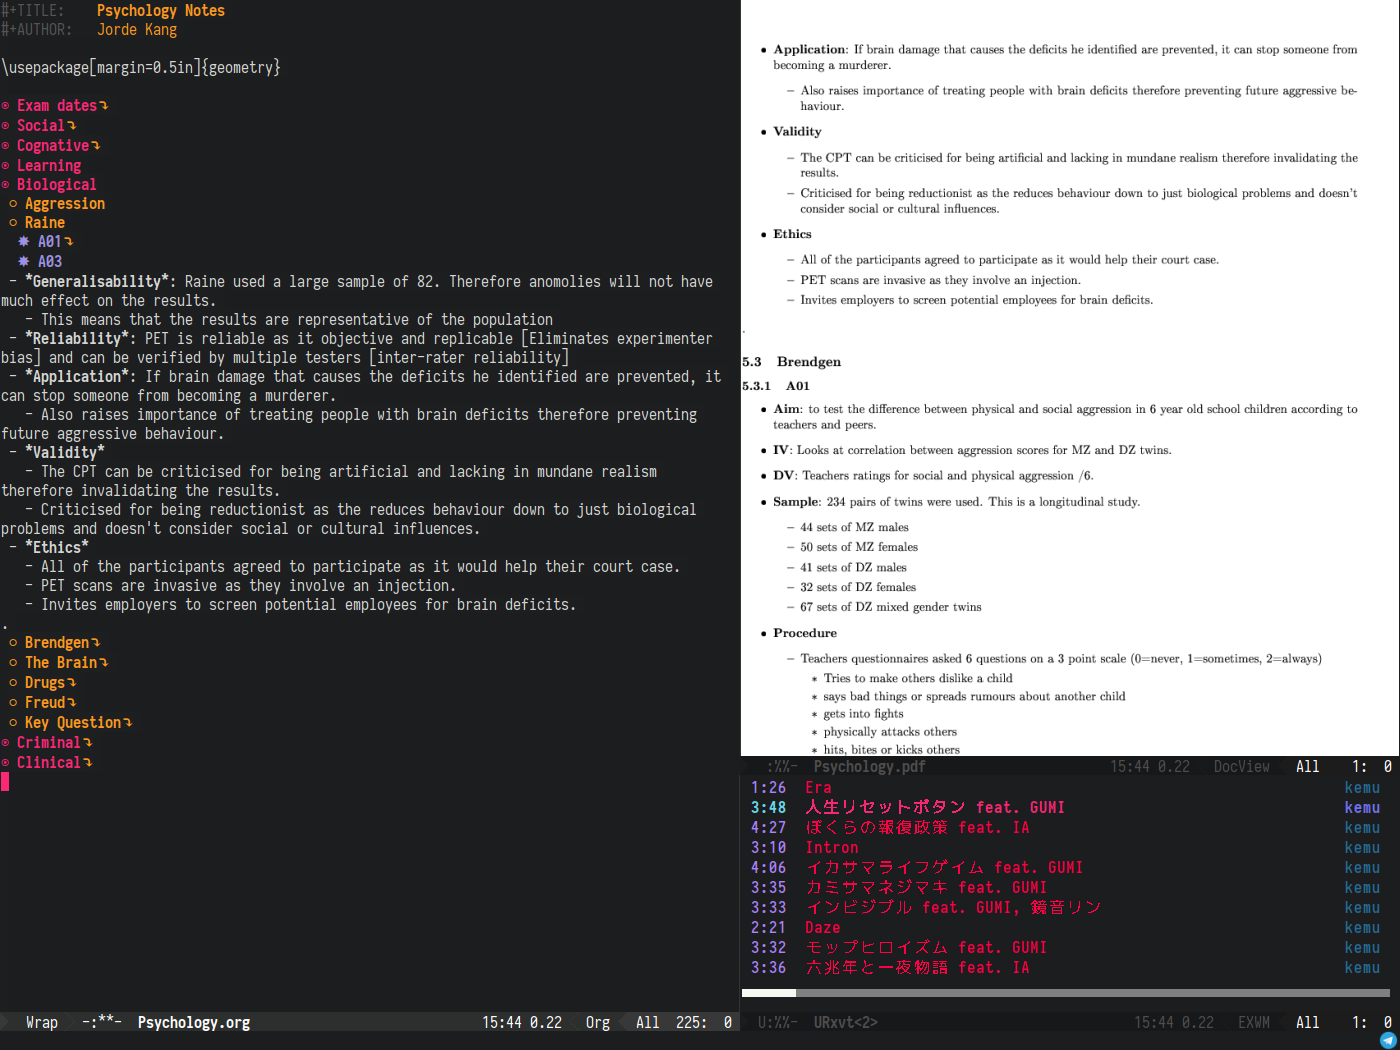 #+TITLE: Psychology Notes
#+AUTHOR: Jorde Kang
\usepackage[margin=0.5in]{geometry}
Exam dates
Social
Cognative
Learning
Biological
Aggression
Raine
A01
A03
- *Generalisability*: Raine used a large sample of 82. Therefore anomolies will not have
much effect on the results.
- This means that the results are representative of the population
- *Reliability*: PET is reliable as it objective and replicable [Eliminates experimenter
bias] and can be verified by multiple testers [inter-rater reliability]
- *Application*: If brain damage that causes the deficits he identified are prevented, it
can stop someone from becoming a murderer.
- Also raises importance of treating people with brain deficits therefore preventing
future aggressive behaviour.
- *Validity*
- The CPT can be criticised for being artificial and lacking in mundane realism
therefore invalidating the results.
- Criticised for being reductionist as the reduces behaviour down to just biological
problems and doesn't consider social or cultural influences.
- *Ethics*
- All of the participants agreed to participate as it would help their court case.
- PET scans are invasive as they involve an injection.
- Invites employers to screen potential employees for brain deficits.
.
Brendgen
The Brain
Drugs
Freud
Key Question
Criminal
Clinical
Wrap -:**- Psychology.org 15:44 0.22 Org All 225: 0
• Application: If brain damage that causes the deficits he identified are prevented, it can stop someone from
becoming a murderer.
– Also raises importance of treating people with brain deficits therefore preventing future aggressive be-
haviour.
• Validity
– The CPT can be criticised for being artificial and lacking in mundane realism therefore invalidating the
results.
– Criticised for being reductionist as the reduces behaviour down to just biological problems and doesn't
consider social or cultural influences.
• Ethics
– All of the participants agreed to participate as it would help their court case.
– PET scans are invasive as they involve an injection.
– Invites employers to screen potential employees for brain deficits.
.
5.3 Brendgen
5.3.1 A01
• Aim: to test the difference between physical and social aggression in 6 year old school children according to
teachers and peers.
• IV: Looks at correlation between aggression scores for MZ and DZ twins.
• DV: Teachers ratings for social and physical aggression /6.
• Sample: 234 pairs of twins were used. This is a longitudinal study.
– 44 sets of MZ males
– 50 sets of MZ females
– 41 sets of DZ males
– 32 sets of DZ females
– 67 sets of DZ mixed gender twins
• Procedure
– Teachers questionnaires asked 6 questions on a 3 point scale (0=never, 1=sometimes, 2=always)
* Tries to make others dislike a child
* says bad things or spreads rumours about another child
* gets into fights
* physically attacks others
* hits, bites or kicks others
:%%- Psychology.pdf 15:44 0.22 DocView All 1: 0
1:26 Era kemu
3:48 人生リセットボタン feat. GUMI kemu
4:27 ぼくらの報復政策 feat. IA kemu
3:10 Intron kemu
4:06 イカサマライフゲイム feat. GUMI kemu
3:35 カミサマネジマキ feat. GUMI kemu
3:33 インビジブル feat. GUMI, 鏡音リン kemu
2:21 Daze kemu
3:32 モップヒロイズム feat. GUMI kemu
3:36 六兆年と一夜物語 feat. IA kemu
U:%%- URxvt<2> 15:44 0.22 EXWM All 1: 0